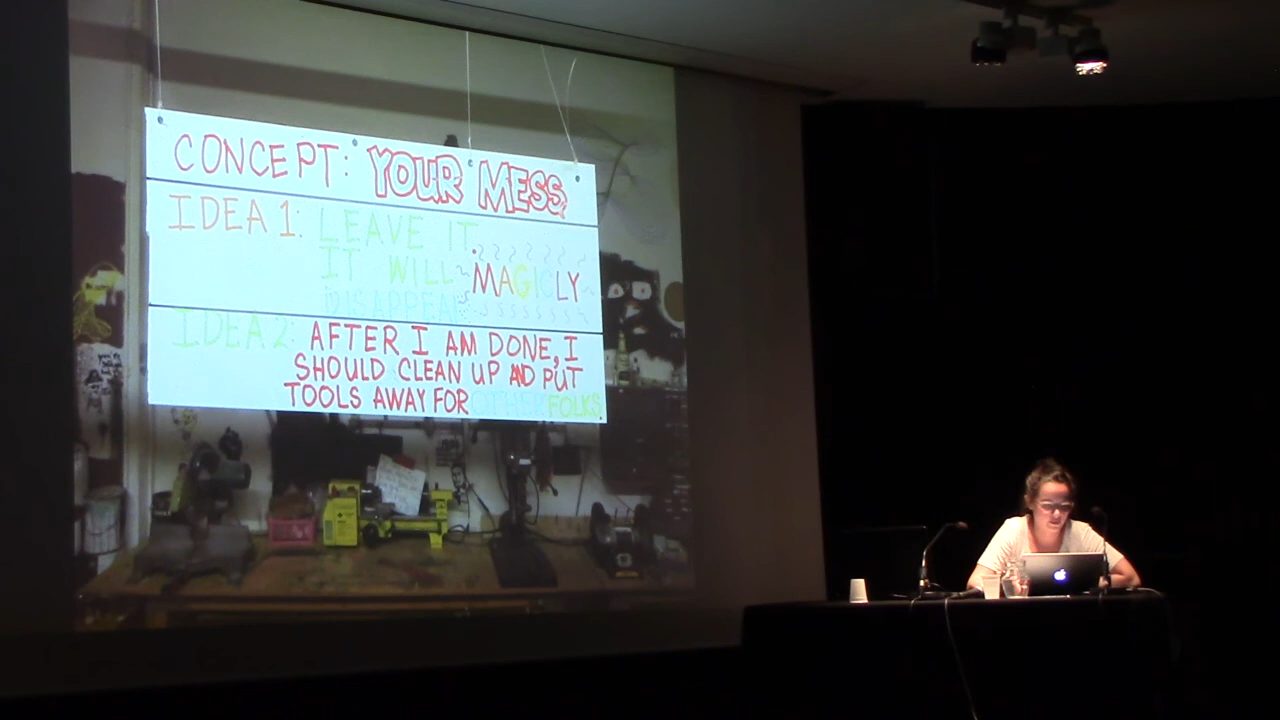 CONCEPT: YOUR MESS
IDEA 1: LEAVE IT.
IT WILL MAGICLY
DISAPPEAR
IDEA 2: AFTER I AM DONE, I
SHOULD CLEAN UP AND PUT
TOOLS AWAY FOR OTHER FOLKS